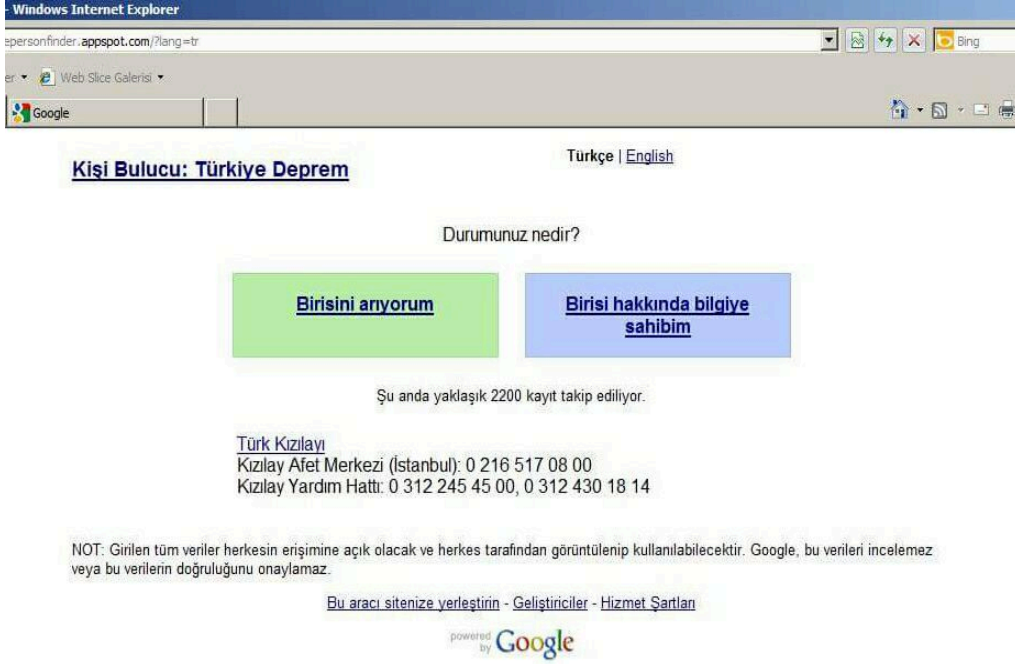 - Windows Internet Explorer
epersonfinder.appspot.com/?lang=tr
Bing
er Web Slice Galerisi
Google
Kişi Bulucu: Türkiye Deprem
Türkçe | English
Durumunuz nedir?
Birisini arıyorum
Birisi hakkında bilgiye
sahibim
Şu anda yaklaşık 2200 kayıt takip ediliyor.
Türk Kızılayı
Kızılay Afet Merkezi (İstanbul): 0 216 517 08 00
Kızılay Yardım Hattı: 0 312 245 45 00, 0 312 430 18 14
NOT: Girilen tüm veriler herkesin erişimine açık olacak ve herkes tarafından görüntülenip kullanılabilecektir. Google, bu verileri incelemez
veya bu verilerin doğruluğunu onaylamaz.
Bu aracı sitenize yerleştirin - Geliştiriciler - Hizmet Şartları
powered
by Google